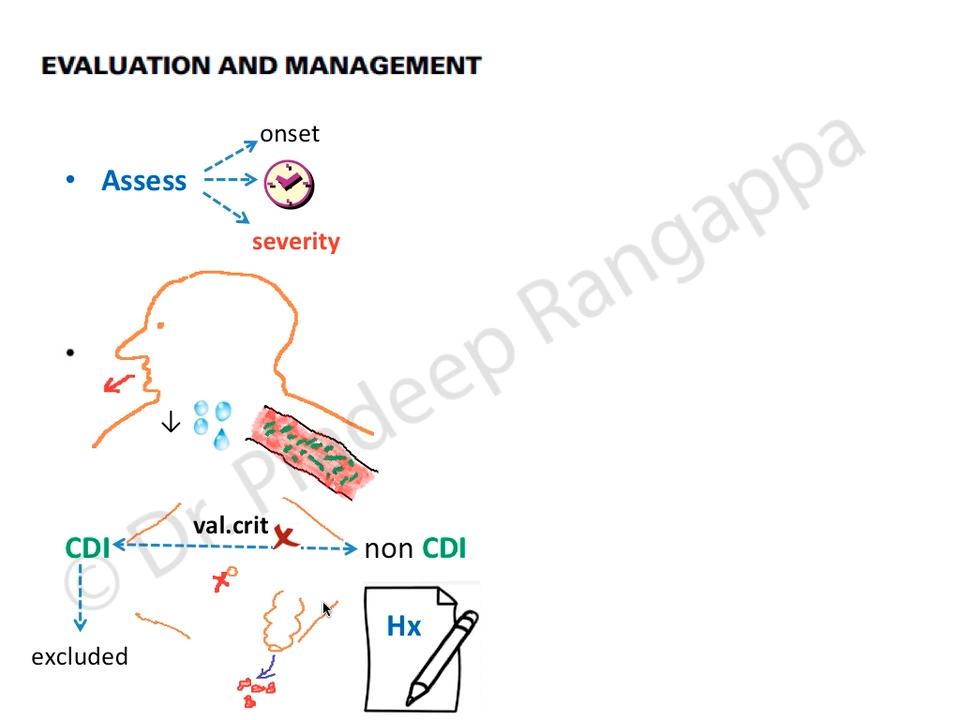 EVALUATION AND MANAGEMENT
onset
• Assess
severity
•
val.crit
CDI
non CDI
Hx
excluded
© Dr. Pradeep Rangappa